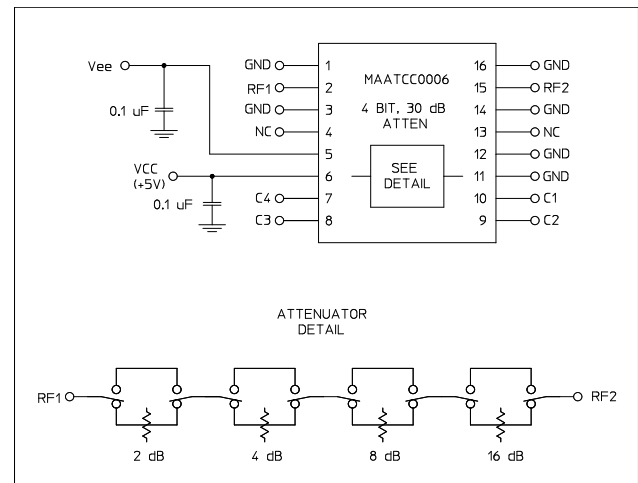 Vee
0.1 uF
VCC
(+5V)
0.1 uF
GND 1
RF1 2
GND 3
NC 4
5
6
C4 7
C3 8
MAATCC0006
4 BIT, 30 dB
ATTEN
SEE
DETAIL
16 GND
15 RF2
14 GND
13 NC
12 GND
11 GND
10 C1
9 C2
ATTENUATOR
DETAIL
RF1
RF2
2 dB
4 dB
8 dB
16 dB